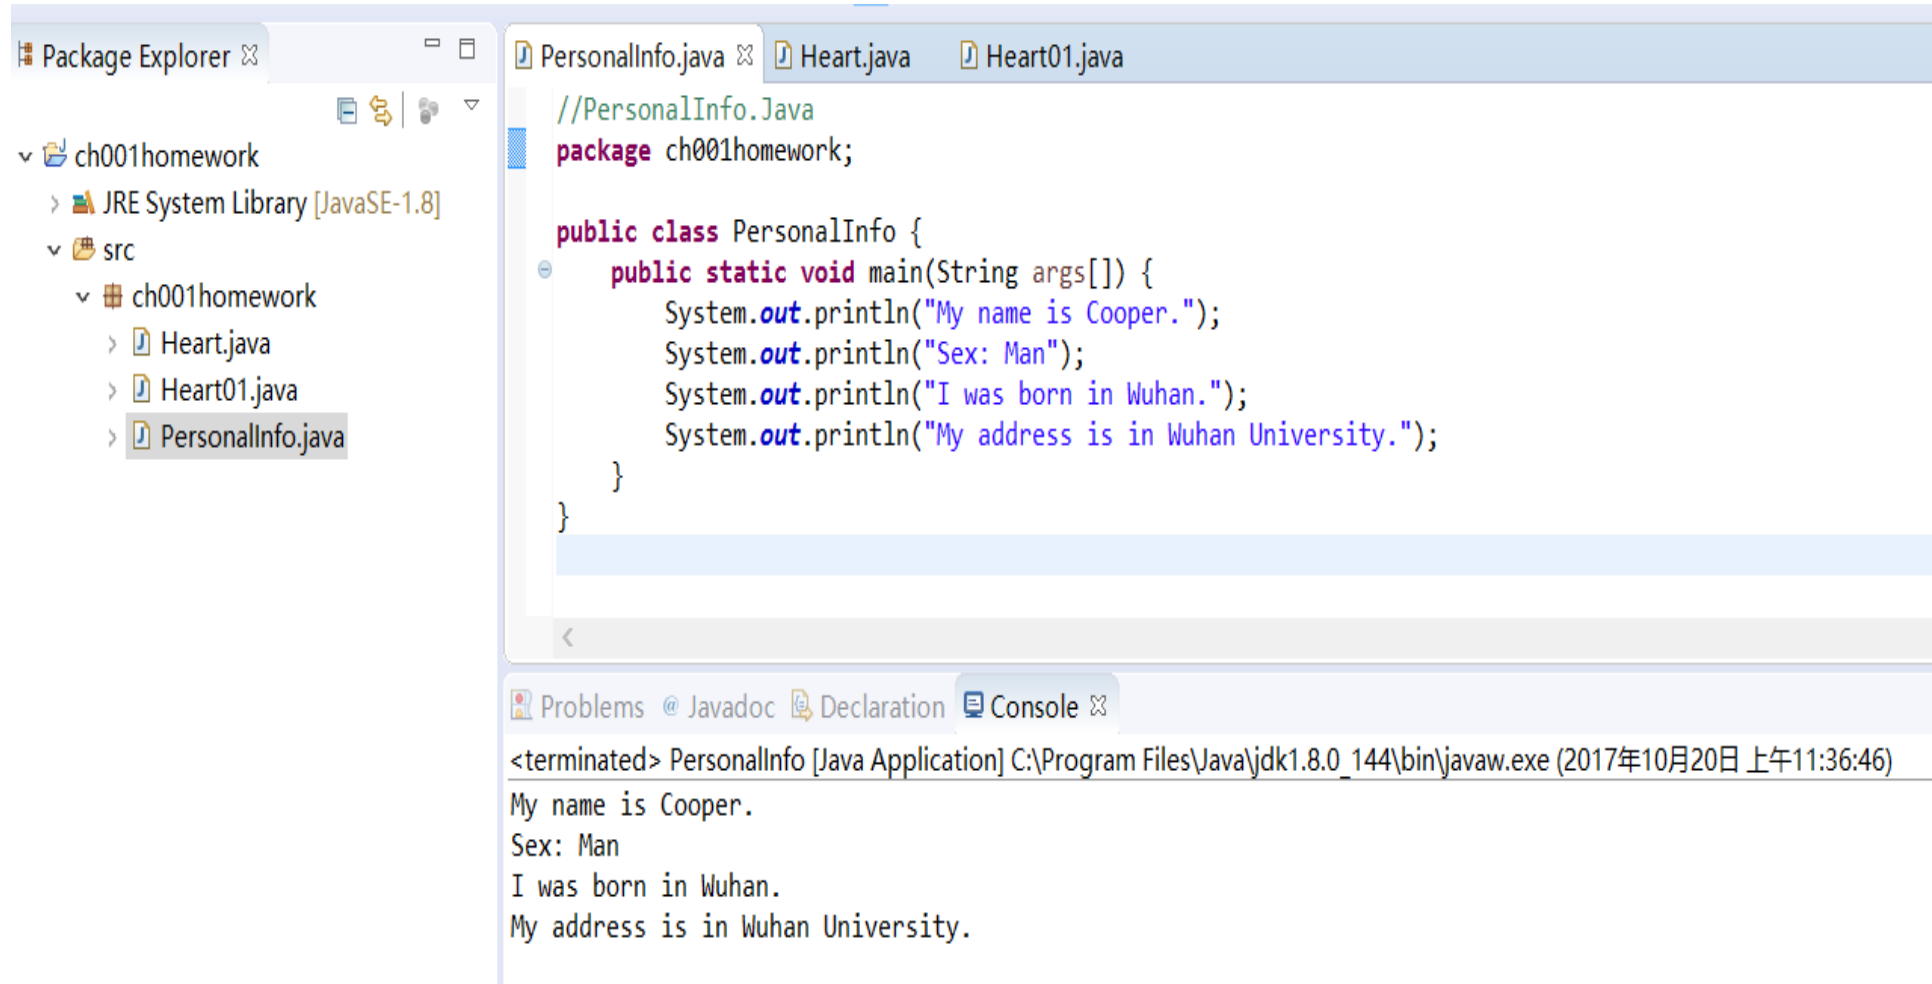 Package Explorer
ch001homework
JRE System Library [JavaSE-1.8]
src
ch001homework
Heart.java
Heart01.java
PersonalInfo.java
PersonalInfo.java Heart.java Heart01.java
//PersonalInfo.Java
package ch001homework;
public class PersonalInfo {
public static void main(String args[]) {
System.out.println("My name is Cooper.");
System.out.println("Sex: Man");
System.out.println("I was born in Wuhan.");
System.out.println("My address is in Wuhan University.");
}
}
Problems @ Javadoc Declaration Console
<terminated> PersonalInfo [Java Application] C:\Program Files\Java\jdk1.8.0_144\bin\javaw.exe (2017年10月20日 上午11:36:46)
My name is Cooper.
Sex: Man
I was born in Wuhan.
My address is in Wuhan University.